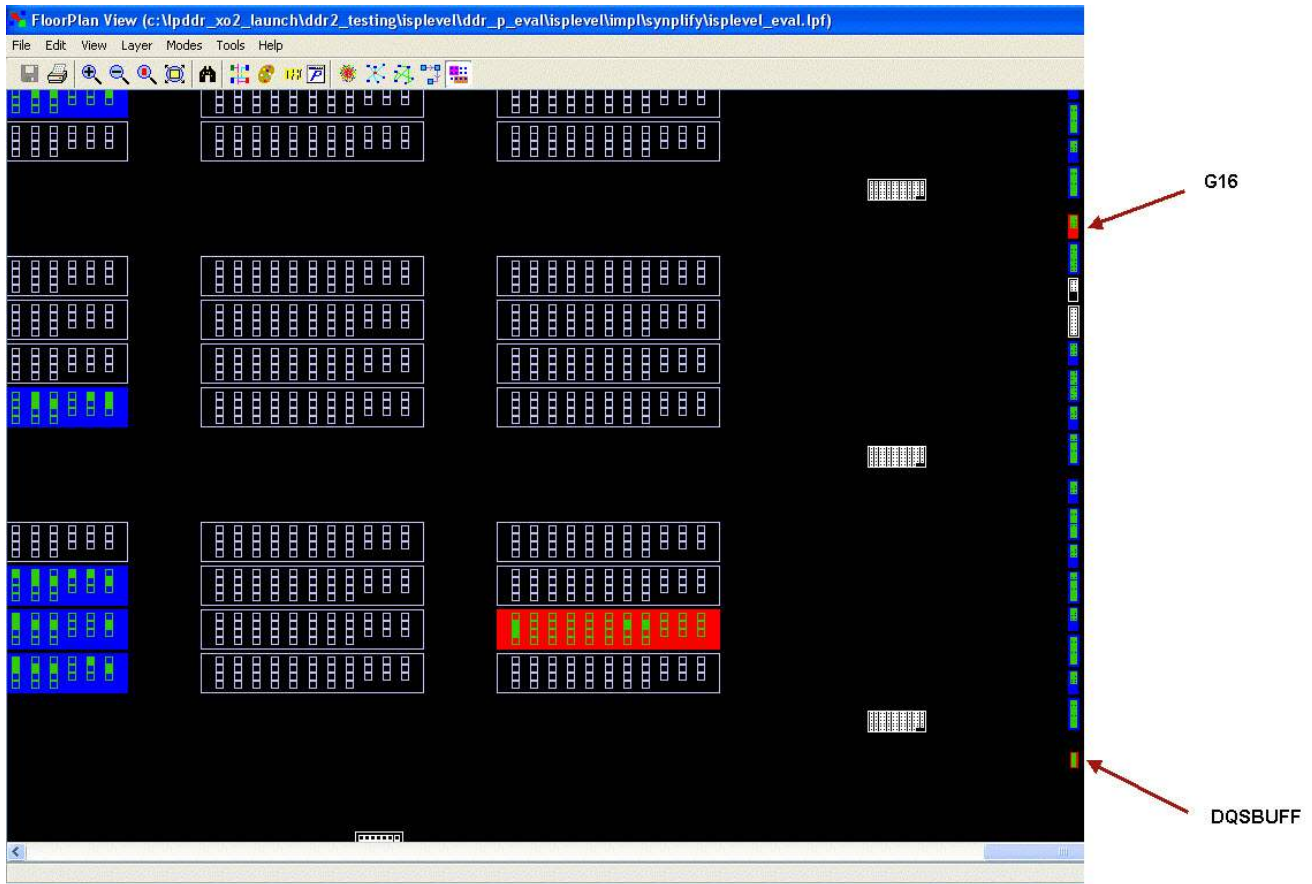 FloorPlan View (c:\lpddr_xo2_launch\ddr2_testing\isplevel\ddr_p_eval\isplevel\impl\synplify\isplevel_eval.lpf)
File Edit View Layer Modes Tools Help
G16
DQSBUFF